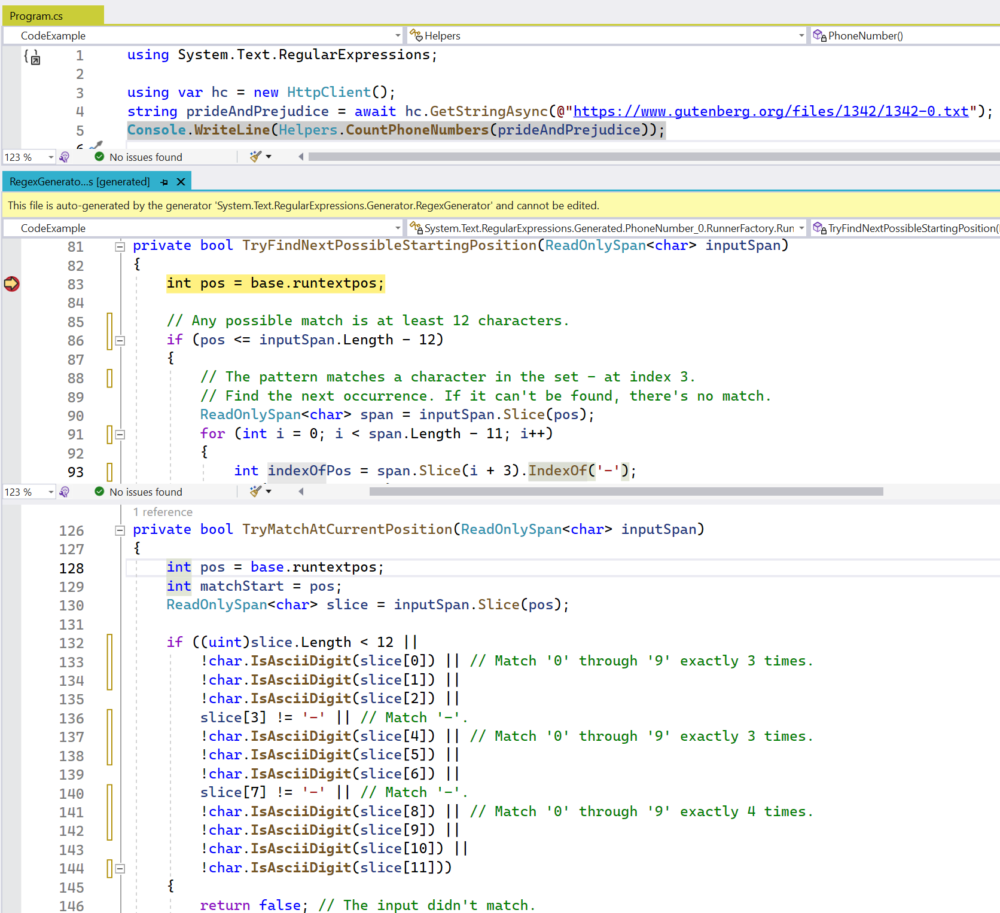 Program.cs
CodeExample Helpers PhoneNumber()
1 using System.Text.RegularExpressions;
2
3 using var hc = new HttpClient();
4 string prideAndPrejudice = await hc.GetStringAsync(@"https://www.gutenberg.org/files/1342/1342-0.txt");
5 Console.WriteLine(Helpers.CountPhoneNumbers(prideAndPrejudice));
6
123 % No issues found
RegexGenerato...s [generated]
This file is auto-generated by the generator 'System.Text.RegularExpressions.Generator.RegexGenerator' and cannot be edited.
CodeExample System.Text.RegularExpressions.Generated.PhoneNumber_0.RunnerFactory.Run TryFindNextPossibleStartingPosition(
81 private bool TryFindNextPossibleStartingPosition(ReadOnlySpan<char> inputSpan)
82 {
83 int pos = base.runtextpos;
84
85 // Any possible match is at least 12 characters.
86 if (pos <= inputSpan.Length - 12)
87 {
88 // The pattern matches a character in the set - at index 3.
89 // Find the next occurrence. If it can't be found, there's no match.
90 ReadOnlySpan<char> span = inputSpan.Slice(pos);
91 for (int i = 0; i < span.Length - 11; i++)
92 {
93 int indexOfPos = span.Slice(i + 3).IndexOf('-');
123 % No issues found
1 reference
126 private bool TryMatchAtCurrentPosition(ReadOnlySpan<char> inputSpan)
127 {
128 int pos = base.runtextpos;
129 int matchStart = pos;
130 ReadOnlySpan<char> slice = inputSpan.Slice(pos);
131
132 if ((uint)slice.Length < 12 ||
133 !char.IsAsciiDigit(slice[0]) || // Match '0' through '9' exactly 3 times.
134 !char.IsAsciiDigit(slice[1]) ||
135 !char.IsAsciiDigit(slice[2]) ||
136 slice[3] != '-' || // Match '-'.
137 !char.IsAsciiDigit(slice[4]) || // Match '0' through '9' exactly 3 times.
138 !char.IsAsciiDigit(slice[5]) ||
139 !char.IsAsciiDigit(slice[6]) ||
140 slice[7] != '-' || // Match '-'.
141 !char.IsAsciiDigit(slice[8]) || // Match '0' through '9' exactly 4 times.
142 !char.IsAsciiDigit(slice[9]) ||
143 !char.IsAsciiDigit(slice[10]) ||
144 !char.IsAsciiDigit(slice[11]))
145 {
146 return false; // The input didn't match.